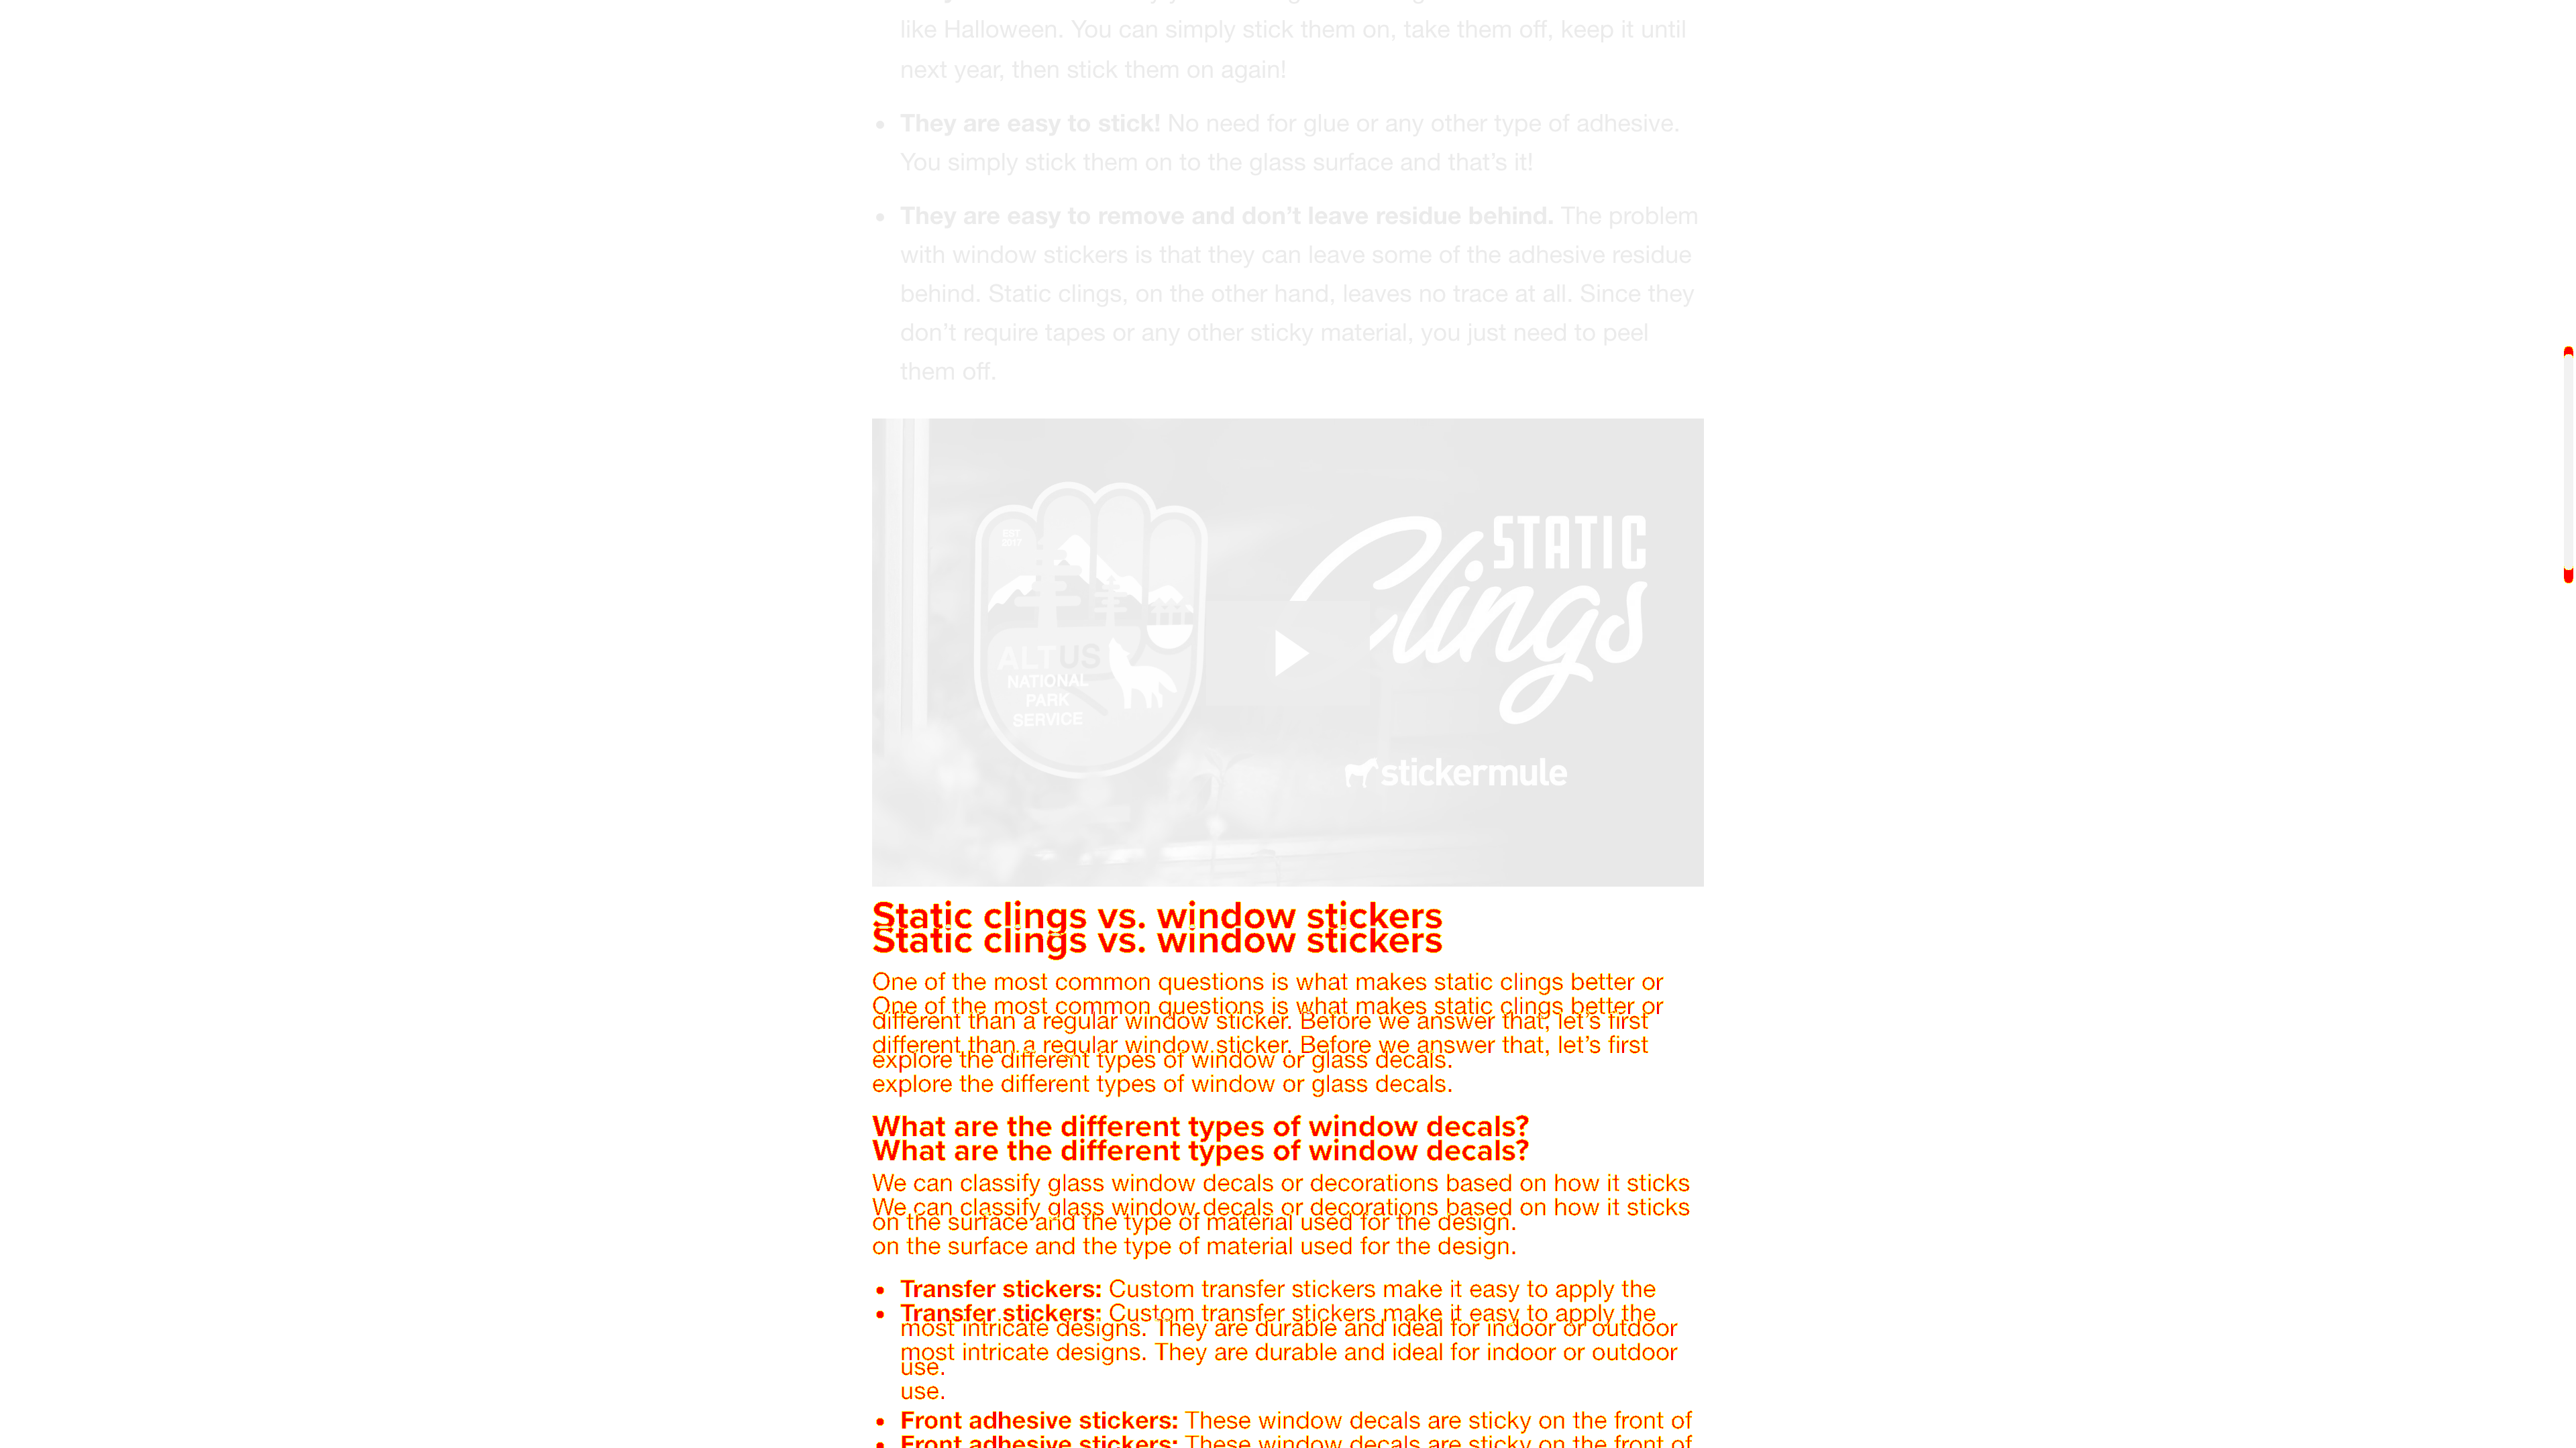 like Halloween. You can simply stick them on, take them off, keep it until
next year, then stick them on again!
• They are easy to stick! No need for glue or any other type of adhesive.
You simply stick them on to the glass surface and that’s it!
• They are easy to remove and don’t leave residue behind. The problem
with window stickers is that they can leave some of the adhesive residue
behind. Static clings, on the other hand, leaves no trace at all. Since they
don’t require tapes or any other sticky material, you just need to peel
them off.
EST
2017
ALTUS
NATIONAL
PARK
SERVICE
STATIC
Clings
stickermule
Static clings vs. window stickers
Static clings vs. window stickers
One of the most common questions is what makes static clings better or
One of the most common questions is what makes static clings better or
different than a regular window sticker. Before we answer that, let’s first
different than a regular window sticker. Before we answer that, let’s first
explore the different types of window or glass decals.
explore the different types of window or glass decals.
What are the different types of window decals?
What are the different types of window decals?
We can classify glass window decals or decorations based on how it sticks
We can classify glass window decals or decorations based on how it sticks
on the surface and the type of material used for the design.
on the surface and the type of material used for the design.
• Transfer stickers: Custom transfer stickers make it easy to apply the
• Transfer stickers: Custom transfer stickers make it easy to apply the
most intricate designs. They are durable and ideal for indoor or outdoor
most intricate designs. They are durable and ideal for indoor or outdoor
use.
use.
• Front adhesive stickers: These window decals are sticky on the front of
• Front adhesive stickers: These window decals are sticky on the front of